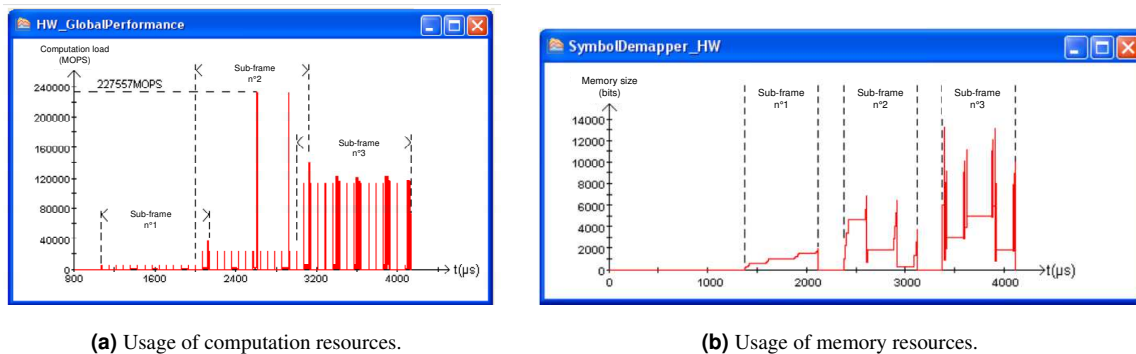 HW_GlobalPerformance
Computation load
(MOPS)
227557MOPS
Sub-frame
n°2
240000
200000
160000
120000
80000
40000
0
Sub-frame
n°3
Sub-frame
n°1
800
1600
2400
3200
4000
t(µs)
(a) Usage of computation resources.
SymbolDemapper_HW
Memory size
(bits)
Sub-frame
n°1
Sub-frame
n°2
Sub-frame
n°3
14000
12000
10000
8000
6000
4000
2000
0
0
1000
2000
3000
4000
t(µs)
(b) Usage of memory resources.